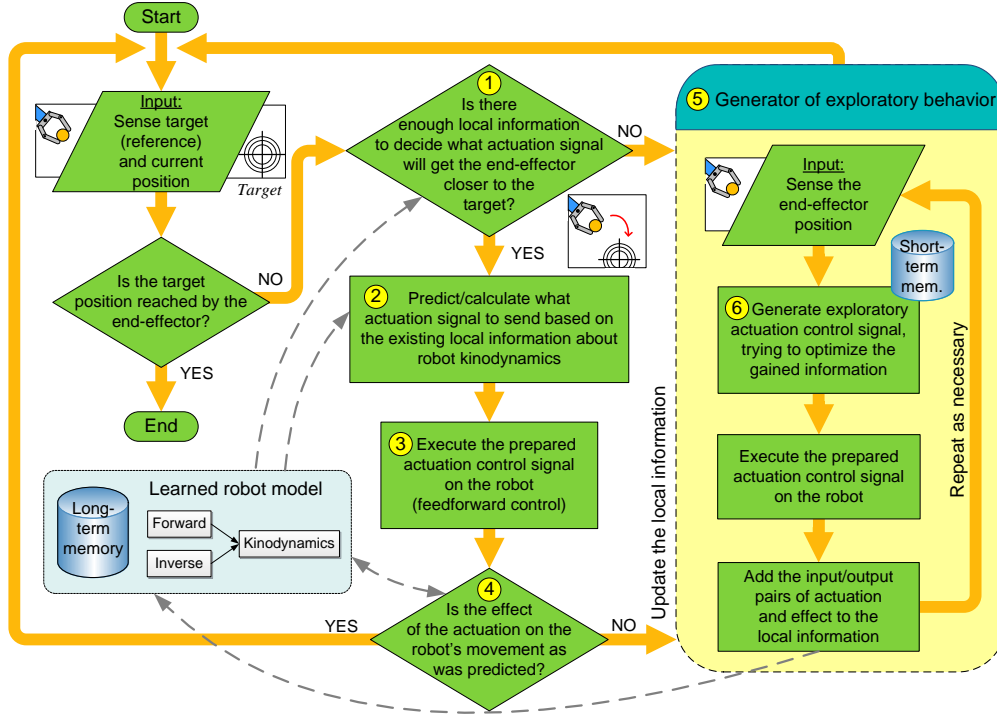 Start
Input:
Sense target
(reference)
and current
position
Target
Is the target
position reached by the
end-effector?
NO
YES
End
1
Is there
enough local information
to decide what actuation signal
will get the end-effector
closer to the
target?
NO
YES
2
Predict/calculate what
actuation signal to send based on
the existing local information about
robot kinodynamics
3
Execute the prepared
actuation control signal
on the robot
(feedforward control)
4
Is the effect
of the actuation on the
robot's movement as
was predicted?
YES
NO
Learned robot model
Long-
term
memory
Forward
Inverse
Kinodynamics
Update the local information
5
Generator of exploratory behavior
Input:
Sense the
end-effector
position
Short-
term
mem.
6
Generate exploratory
actuation control signal,
trying to optimize the
gained information
Execute the prepared
actuation control signal
on the robot
Add the input/output
pairs of actuation
and effect to the
local information
Repeat as necessary